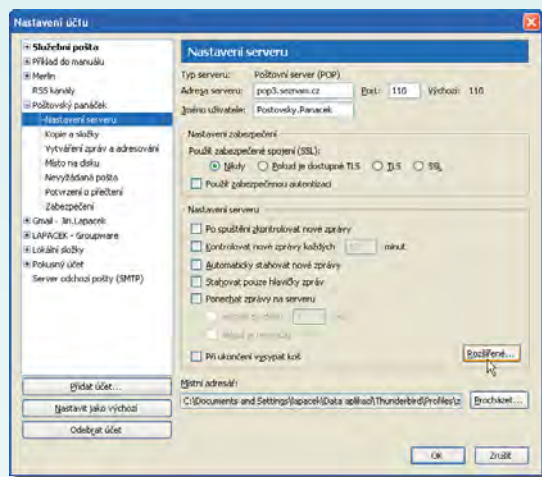 Nastavení účtu
Služební pošta
Příklad do manuálu
Merlin
RSS kanály
Poštovský panáček
Nastavení serveru
Kopie a složky
Vytváření zpráv a adresování
Místo na disku
Nevyžádaná pošta
Potvrzení o přečtení
Zabezpečení
Gmail - Jiri.Lapacek
LAPACEK - Groupware
Lokální složky
Pokusný účet
Server odchozí pošty (SMTP)
Přidat účet...
Nastavit jako výchozí
Odebrat účet
Nastavení serveru
Typ serveru: Poštovní server (POP)
Adresa serveru: pop3.seznam.cz Port: 110 Výchozí: 110
Jméno uživatele: Postovsky.Panacek
Nastavení zabezpečení
Použít zabezpečené spojení (SSL):
Nikdy Pokud je dostupné TLS TLS SSL
Použít zabezpečenou autentizaci
Nastavení serveru
Po spuštění zkontrolovat nové zprávy
Kontrolovat nové zprávy každých minut
Automaticky stahovat nové zprávy
Stahovat pouze hlavičky zpráv
Ponechat zprávy na serveru
Při ukončení vysypat koš
Rozšířené...
Místní adresář:
C:\Documents and Settings\lapacek\Data aplikací\Thunderbird\Profiles\z Procházet...
OK Zrušit